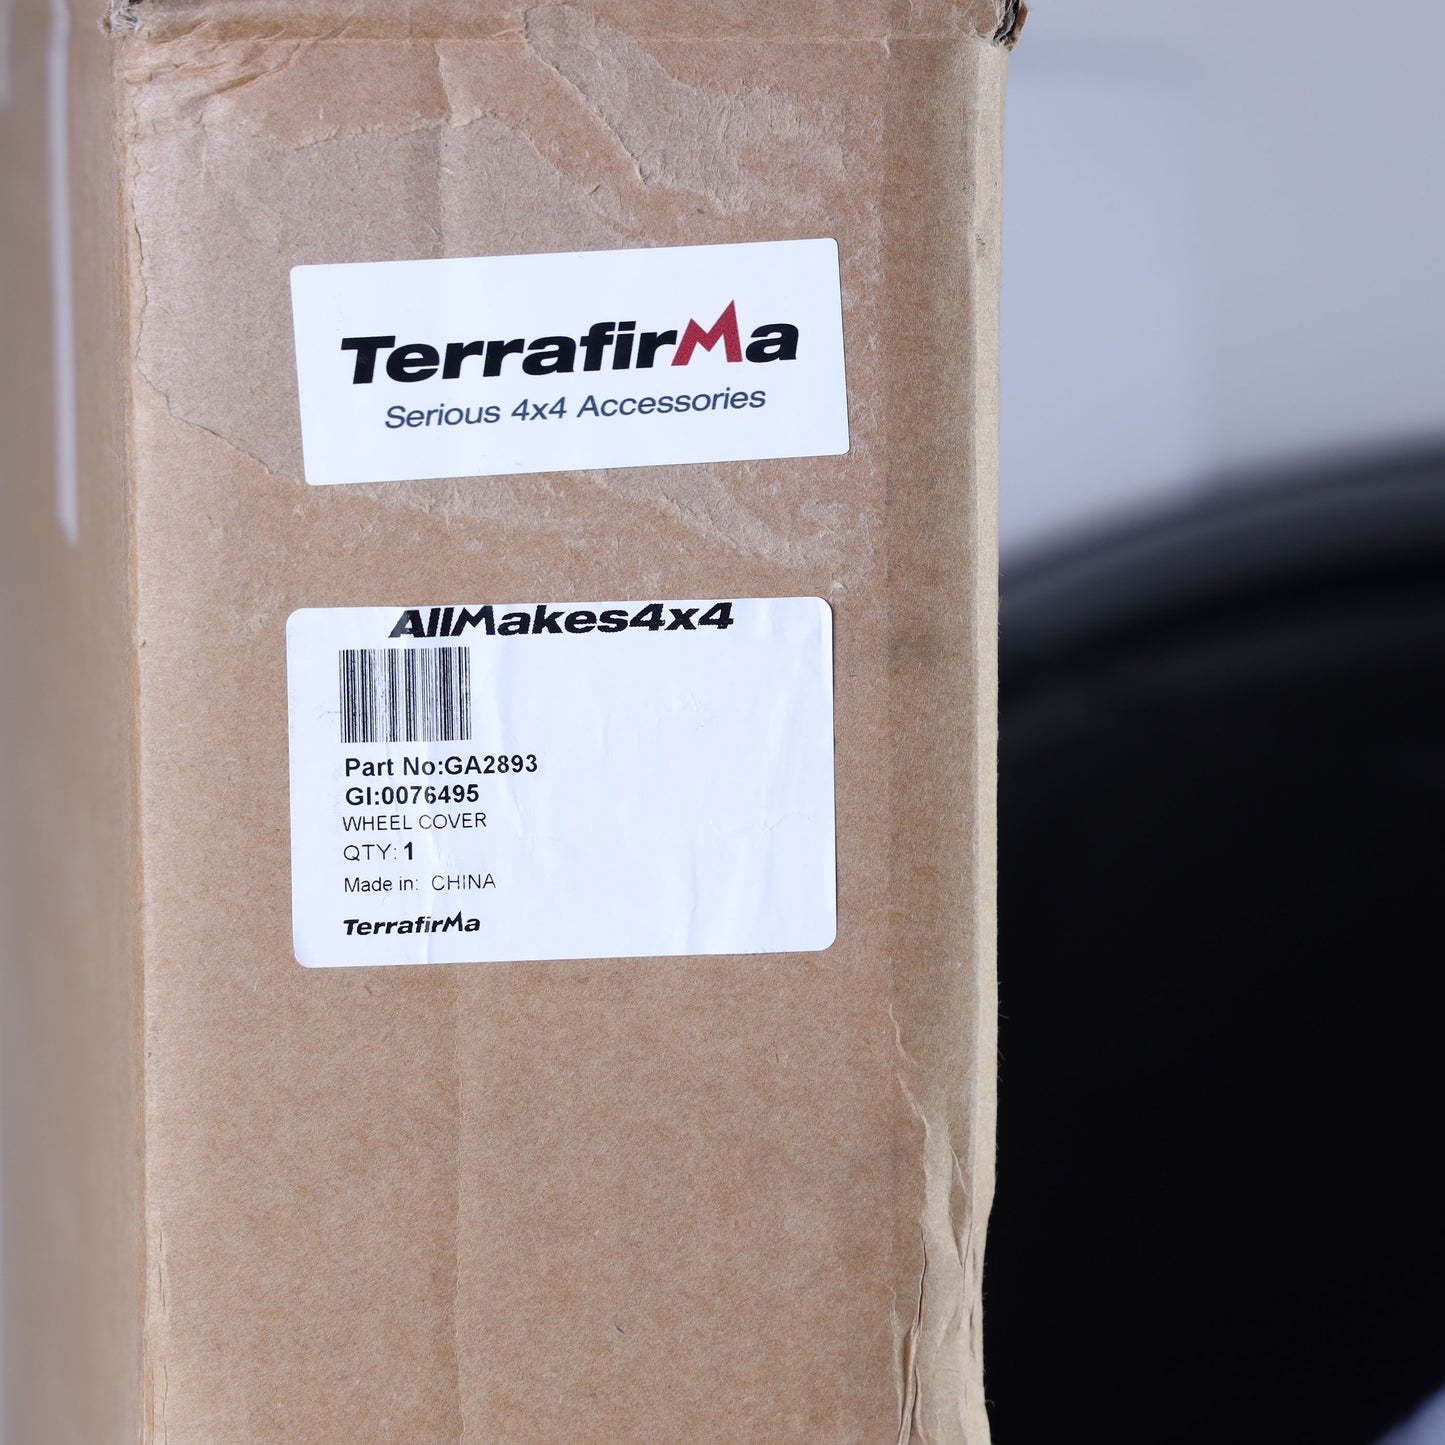 TerrafirMa
Serious 4x4 Accessories
AllMakes4x4
Part No:GA2893
GI:0076495
WHEEL COVER
QTY: 1
Made in: CHINA
TerrafirMa